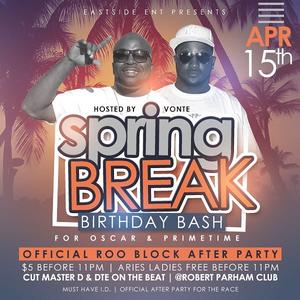 EASTSIDE ENT PRESENTS
APR
15th
HOSTED BY VONTE
spring
BREAK
BIRTHDAY BASH
FOR OSCAR & PRIMETIME
OFFICIAL ROO BLOCK AFTER PARTY
$5 BEFORE 11PM | ARIES LADIES FREE BEFORE 11PM
CUT MASTER D & DTE ON THE BEAT | @ROBERT PARHAM CLUB
MUST HAVE I.D. | OFFICIAL AFTER PARTY FOR THE RACE